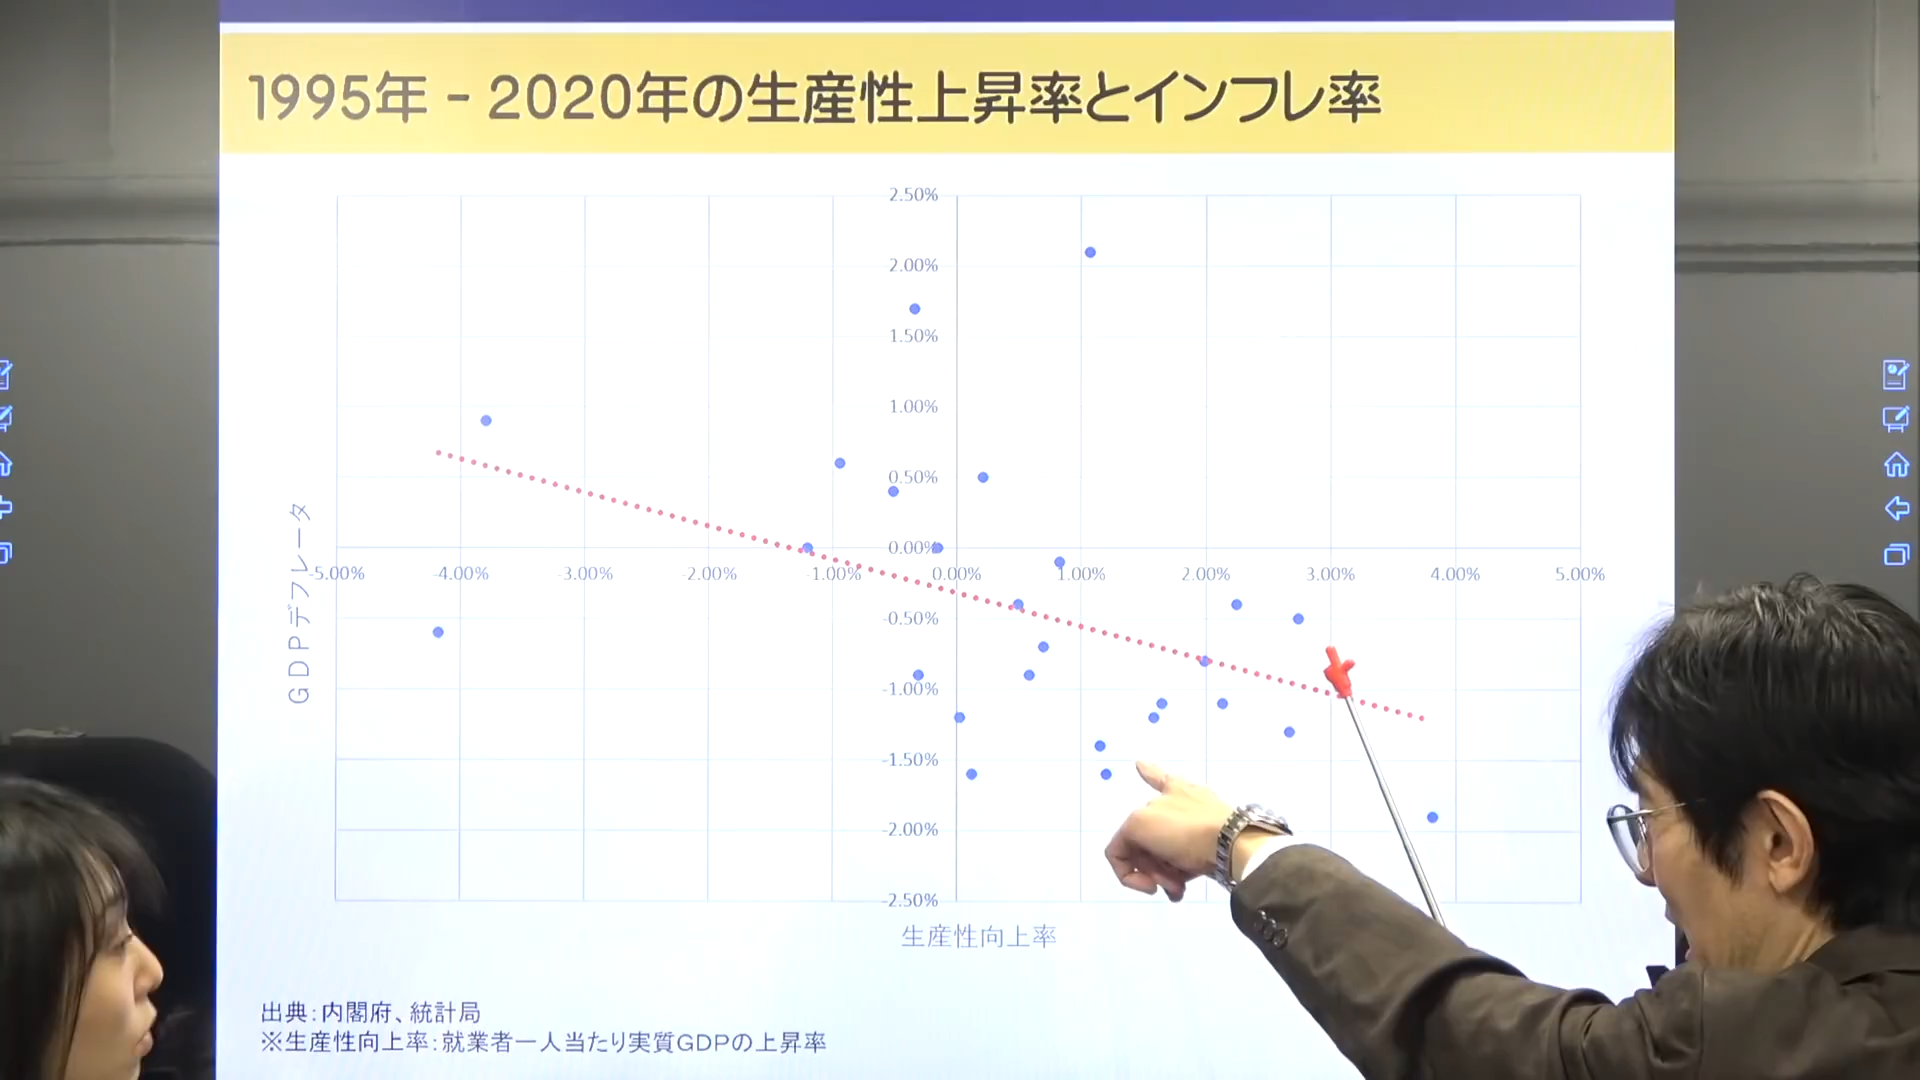 1995年 - 2020年の生産性上昇率とインフレ率
2.50%
2.00%
1.50%
1.00%
0.50%
0.00%
-5.00% -4.00% -3.00% -2.00% -1.00% 0.00% 1.00% 2.00% 3.00% 4.00% 5.00%
-0.50%
-1.00%
-1.50%
-2.00%
-2.50%
GDPデフレータ
生産性向上率
出典：内閣府、統計局
※生産性向上率：就業者一人当たり実質GDPの上昇率